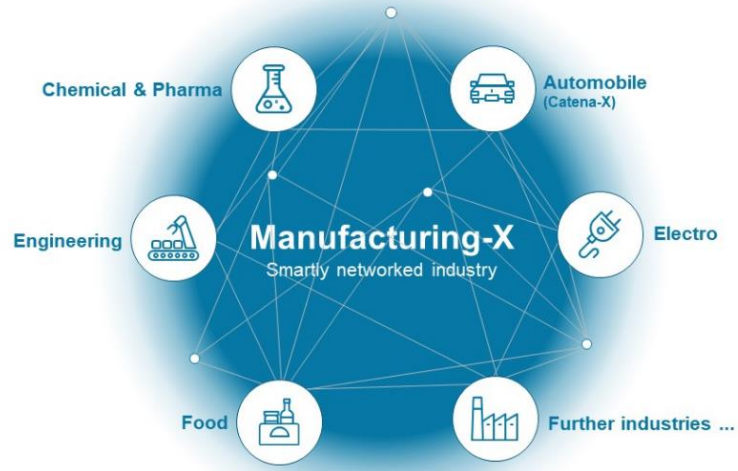 Chemical & Pharma
Automobile
(Catena-X)
Engineering
Manufacturing-X
Smartly networked industry
Electro
Food
Further industries ...